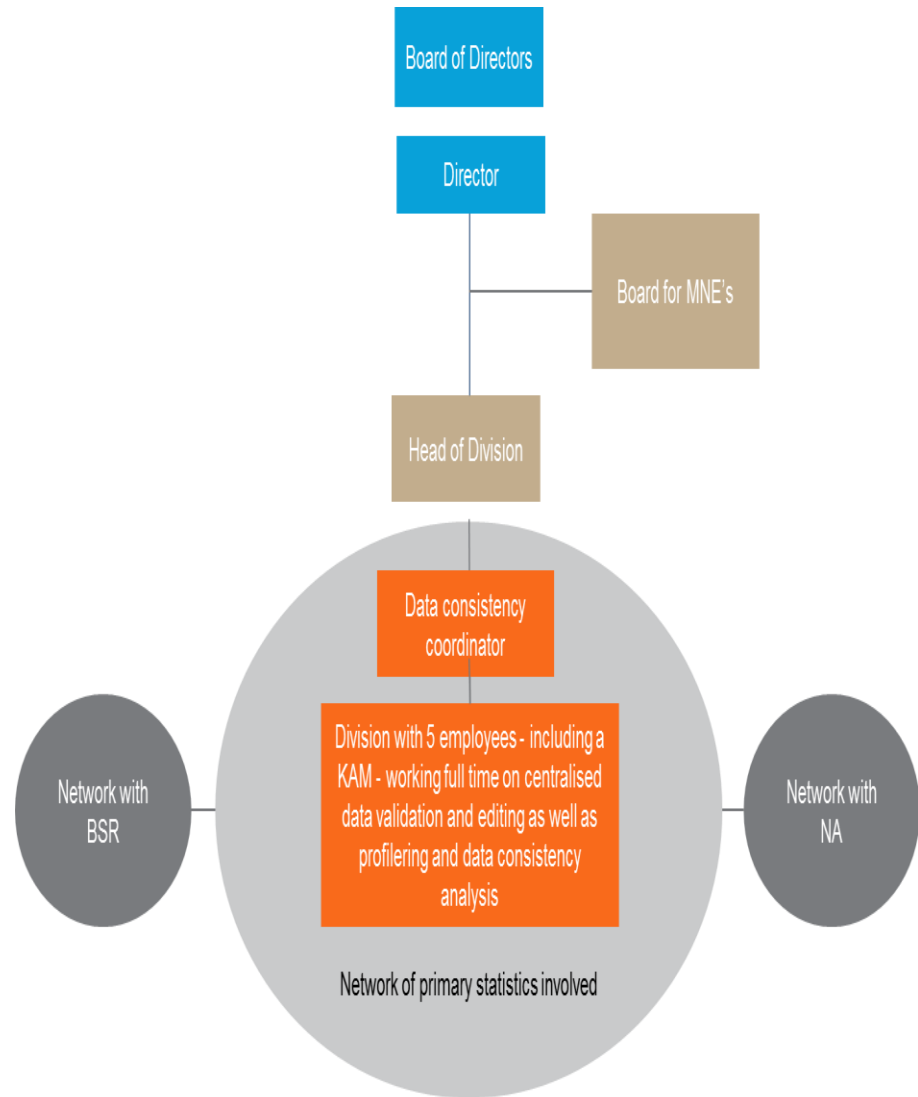 Board of Directors
Director
Board for MNE's
Head of Division
Data consistency
coordinator
Division with 5 employees - including a
KAM - working full time on centralised
data validation and editing as well as
profilering and data consistency
analysis
Network with
BSR
Network with
NA
Network of primary statistics involved